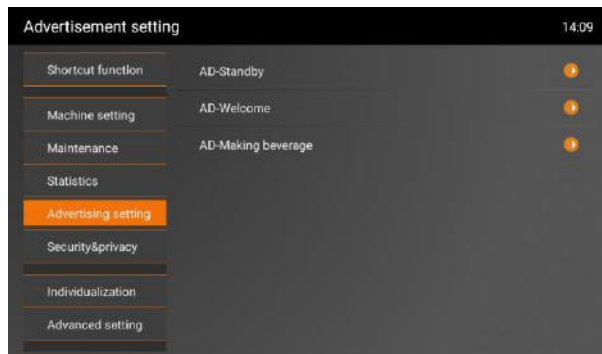 Advertisement setting 14:09
Shortcut function
Machine setting
Maintenance
Statistics
Advertising setting
Security&privacy
Individualization
Advanced setting
AD-Standby
AD-Welcome
AD-Making beverage